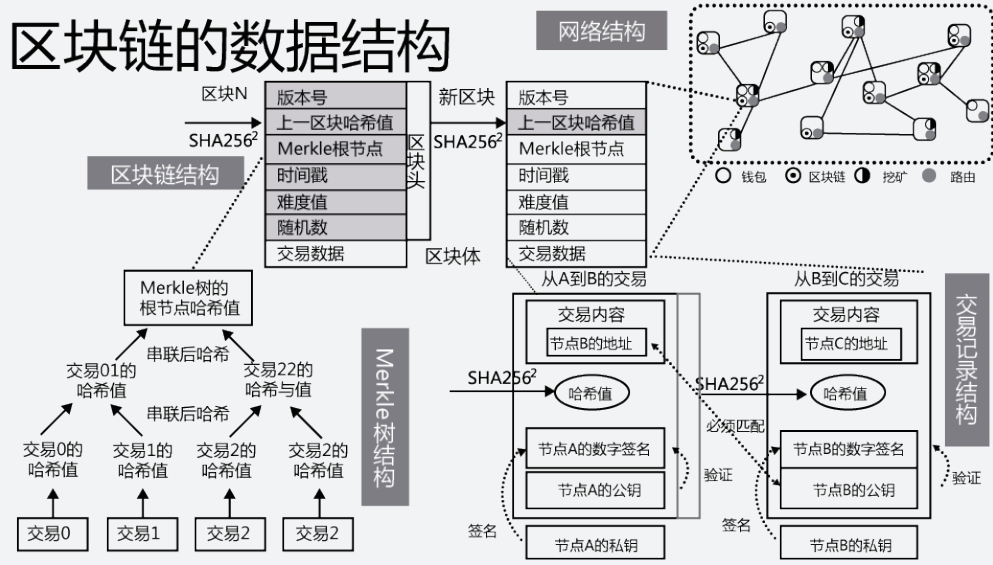 区块链的数据结构
网络结构
钱包
区块链
挖矿
路由
区块N
SHA256²
区块链结构
版本号
上一区块哈希值
Merkle根节点
时间戳
难度值
随机数
交易数据
区块头
新区块
SHA256²
区块体
版本号
上一区块哈希值
Merkle根节点
时间戳
难度值
随机数
交易数据
Merkle树的
根节点哈希值
串联后哈希
交易01的
哈希值
交易22的
哈希与值
串联后哈希
交易0的
哈希值
交易1的
哈希值
交易2的
哈希值
交易2的
哈希值
交易0
交易1
交易2
交易2
Merkle树结构
从A到B的交易
交易内容
节点B的地址
SHA256²
哈希值
节点A的数字签名
节点A的公钥
验证
签名
节点A的私钥
从B到C的交易
交易内容
节点C的地址
SHA256²
哈希值
必须匹配
节点B的数字签名
节点B的公钥
验证
签名
节点B的私钥
交易记录结构